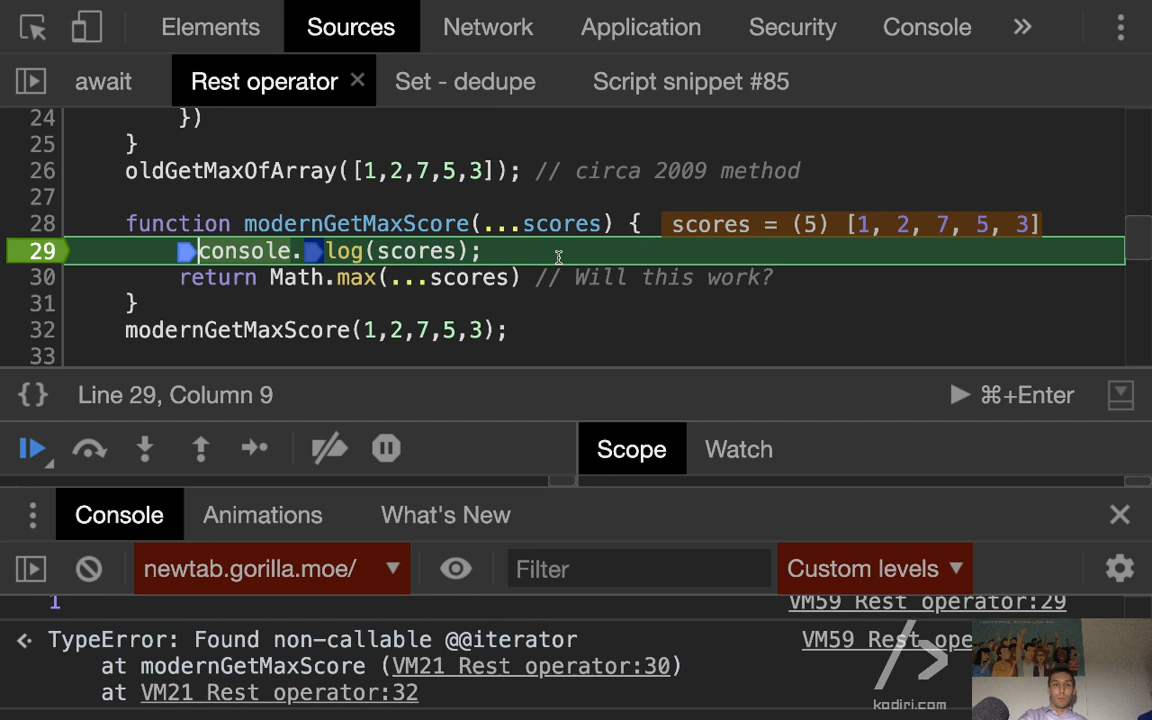 Elements Sources Network Application Security Console »
await Rest operator × Set - dedupe Script snippet #85
24 })
25 }
26 oldGetMaxOfArray([1,2,7,5,3]); // circa 2009 method
27
28 function modernGetMaxScore(...scores) { scores = (5) [1, 2, 7, 5, 3]
29 console.log(scores);
30 return Math.max(...scores) // Will this work?
31 }
32 modernGetMaxScore(1,2,7,5,3);
33
{} Line 29, Column 9 ⌘+Enter
Scope Watch
Console Animations What's New
newtab.gorilla.moe/ Filter Custom levels
1 VM59 Rest operator:29
TypeError: Found non-callable @@iterator VM59 Rest ope
at modernGetMaxScore (VM21 Rest operator:30)
at VM21 Rest operator:32
kodiri.com